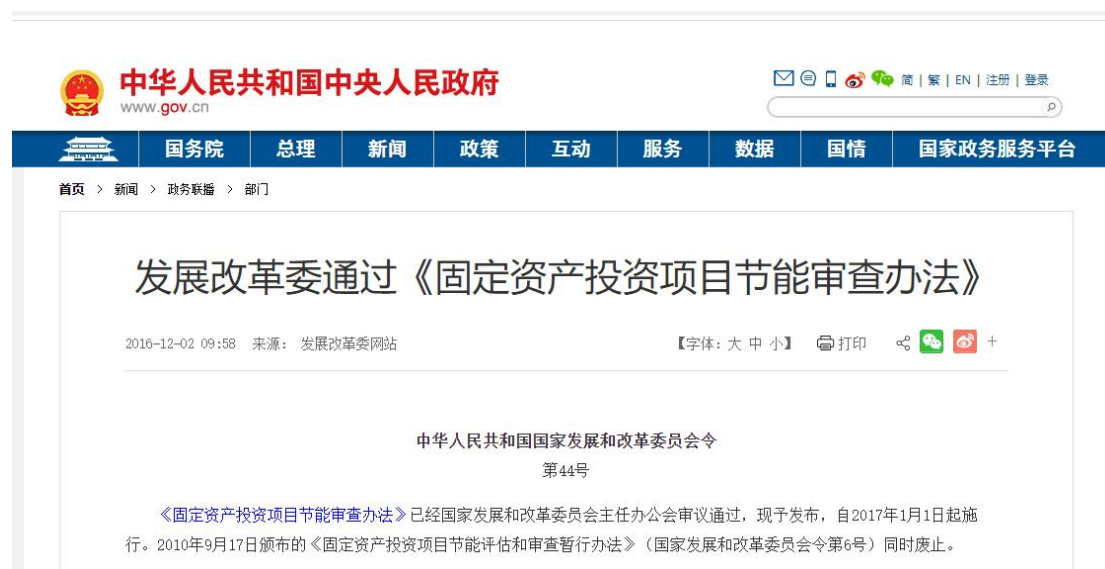 中华人民共和国中央人民政府
www.gov.cn
简 | 繁 | EN | 注册 | 登录
国务院 总理 新闻 政策 互动 服务 数据 国情 国家政务服务平台
首页 > 新闻 > 政务联播 > 部门
发展改革委通过《固定资产投资项目节能审查办法》
2016-12-02 09:58 来源： 发展改革委网站 【字体：大 中 小】 打印 +
中华人民共和国国家发展和改革委员会令
第44号
《固定资产投资项目节能审查办法》已经国家发展和改革委员会主任办公会审议通过，现予发布，自2017年1月1日起施
行。2010年9月17日颁布的《固定资产投资项目节能评估和审查暂行办法》（国家发展和改革委员会令第6号）同时废止。